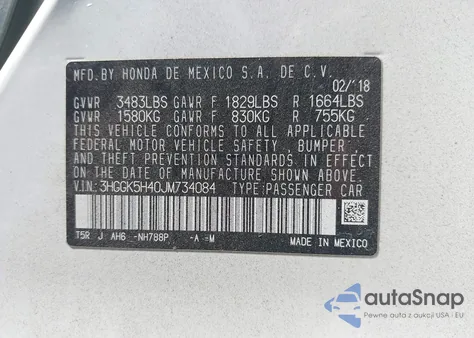 MFD.BY HONDA DE MEXICO S.A. DE C.V.
02/'18
GVWR 3483LBS GAWR F 1829LBS R 1664LBS
GVWR 1580KG GAWR F 830KG R 755KG
THIS VEHICLE CONFORMS TO ALL APPLICABLE
FEDERAL MOTOR VEHICLE SAFETY , BUMPER ,
AND THEFT PREVENTION STANDARDS IN EFFECT
ON THE DATE OF MANUFACTURE SHOWN ABOVE.
V.I.N: 3HGGK5H40JM734084 TYPE:PASSENGER CAR
T5R J AH6 -NH788P -A =M MADE IN MEXICO
autoSnap
Pewne auta z aukcji USA i EU